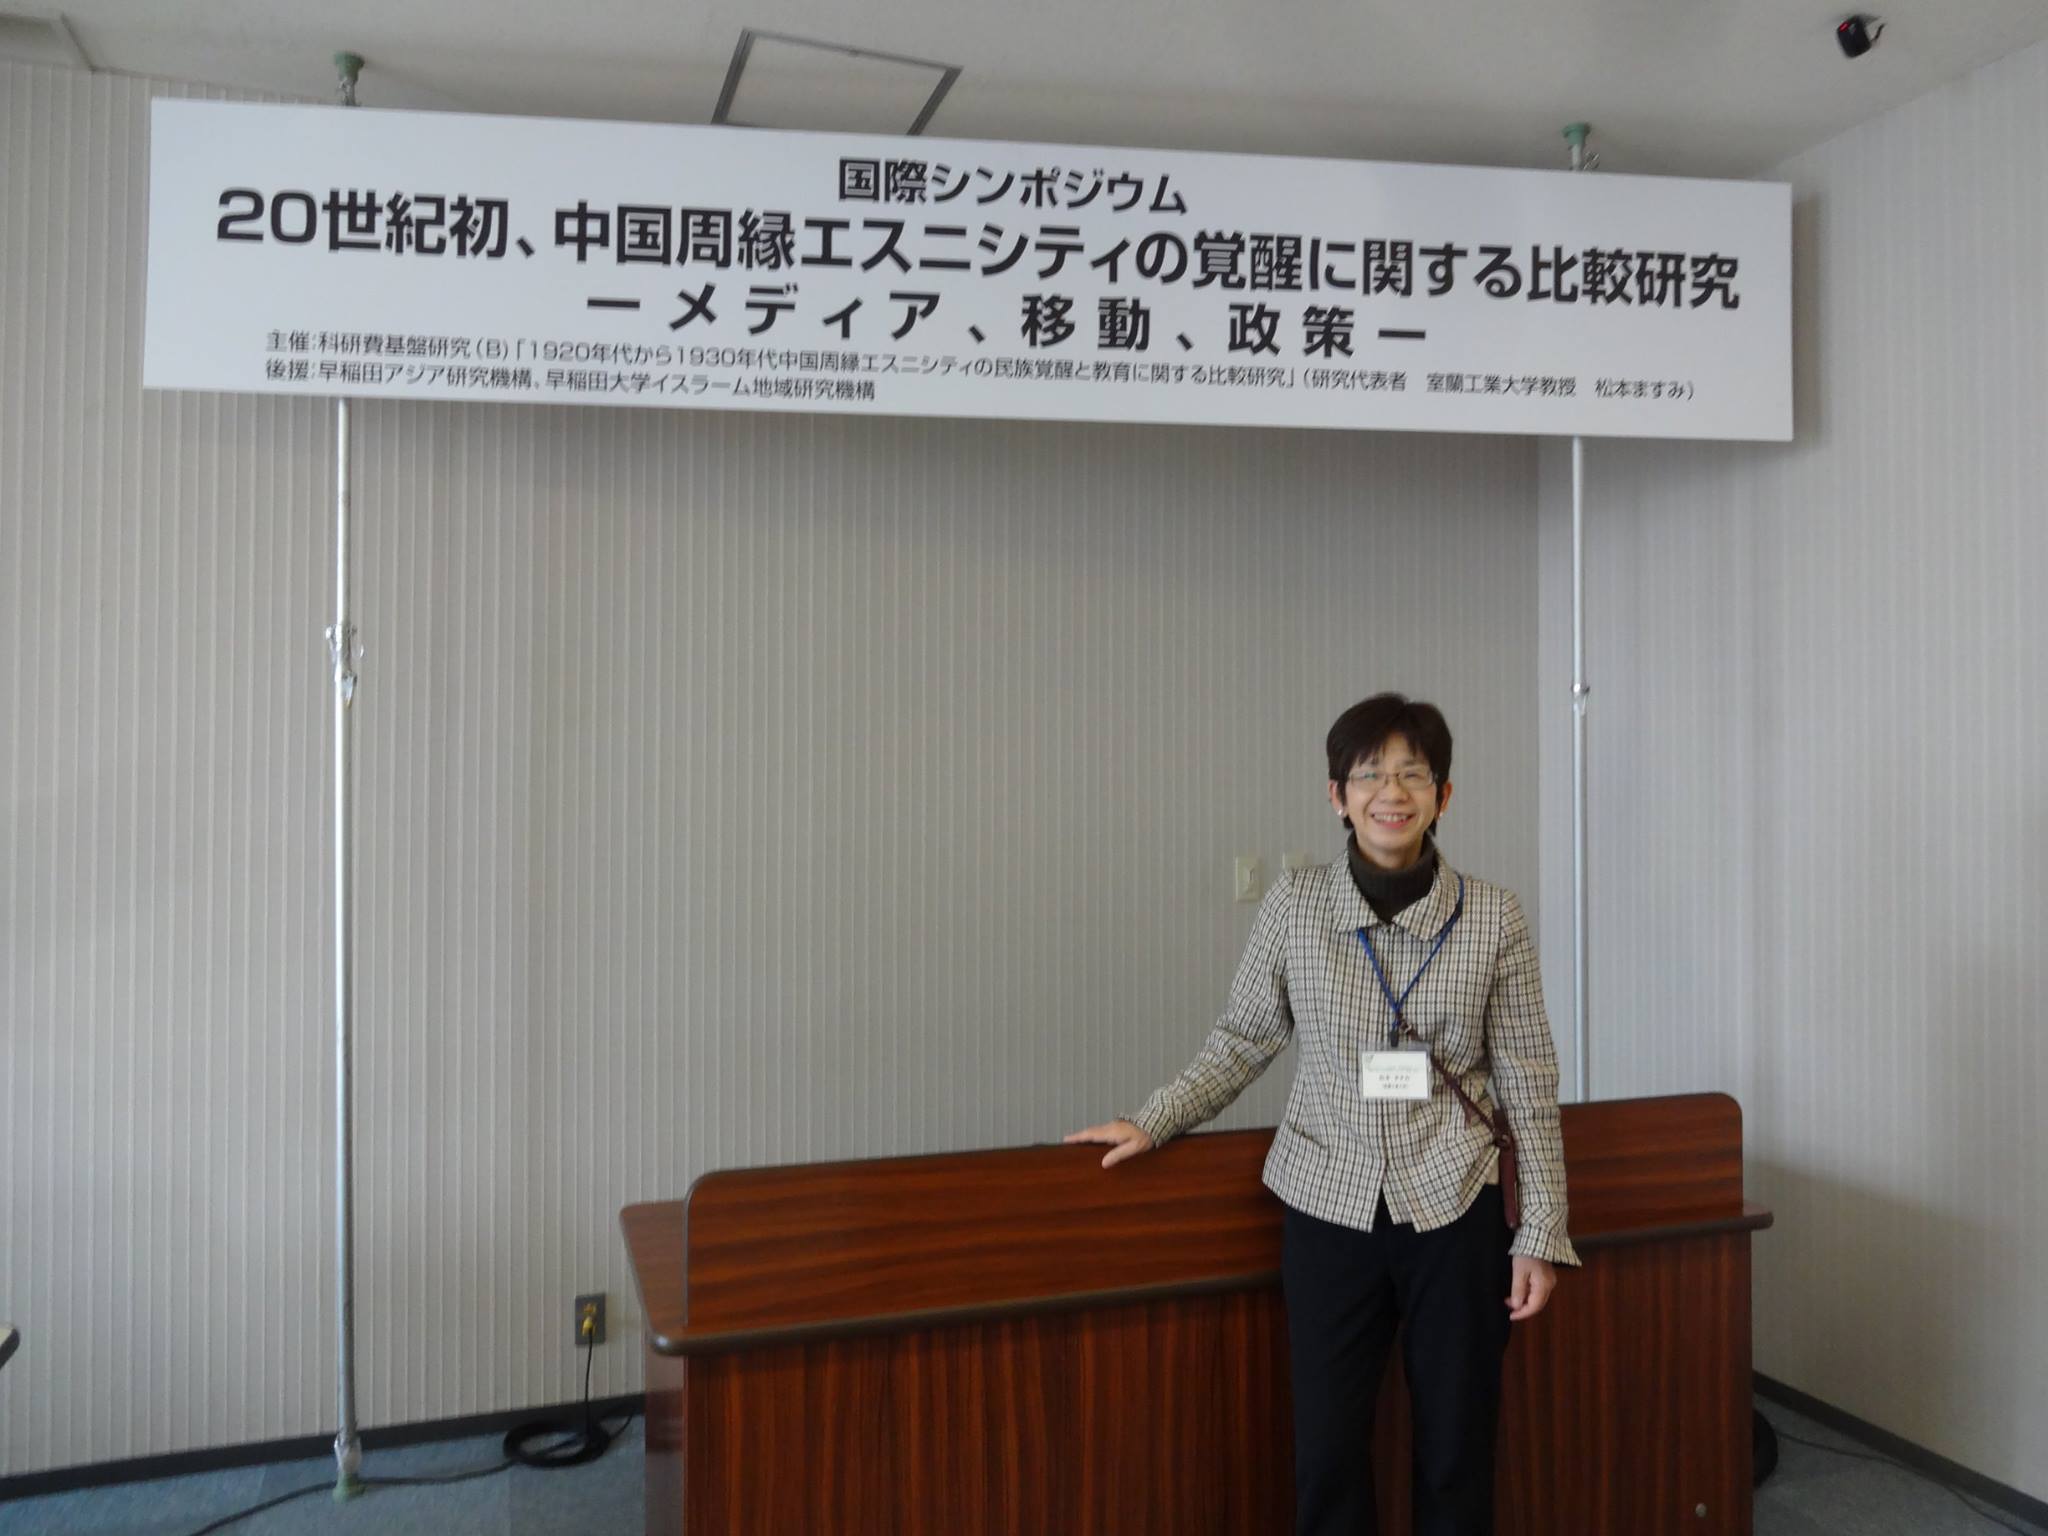 国際シンポジウム
20世紀初、中国周縁エスニシティの覚醒に関する比較研究
ーメディア、移動、政策ー
主催:科研費基盤研究(B)「1920年代から1930年代中国周縁エスニシティの民族覚醒と教育に関する比較研究」(研究代表者 室蘭工業大学教授 松本ますみ)
後援:早稲田アジア研究機構、早稲田大学イスラーム地域研究機構